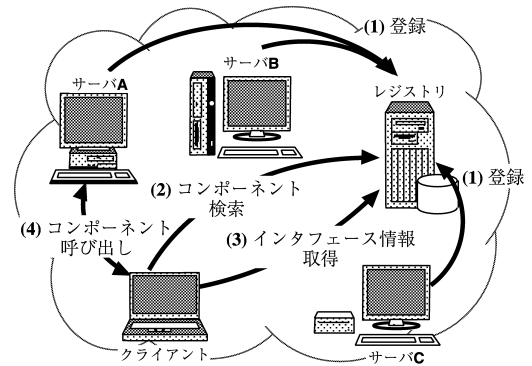 (1) 登録
サーバB
サーバA
レジストリ
(2) コンポーネント
検索
(1) 登録
(4) コンポーネント
呼び出し
(3) インタフェース情報
取得
クライアント
サーバC